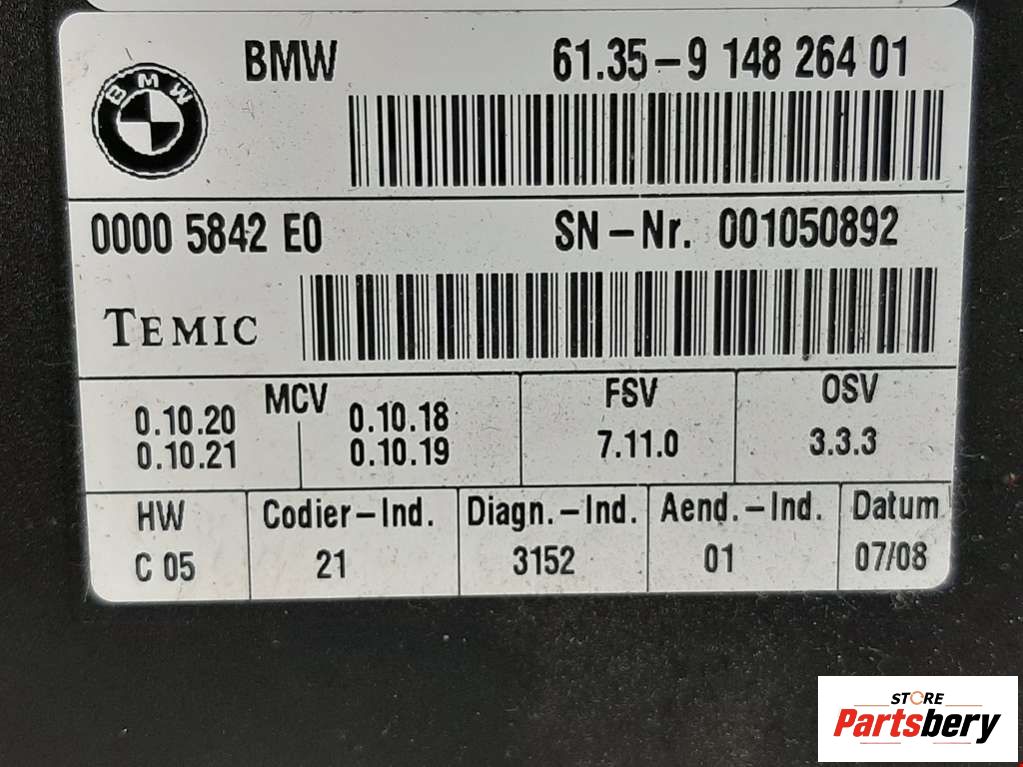 BMW 61.35-9 148 264 01
BMW
0000 5842 E0 SN-Nr. 001050892
TEMIC
MCV FSV OSV
0.10.20 0.10.18
0.10.21 0.10.19 7.11.0 3.3.3
HW Codier-Ind. Diagn.-Ind. Aend.-Ind. Datum
C 05 21 3152 01 07/08
STORE
Partsbery